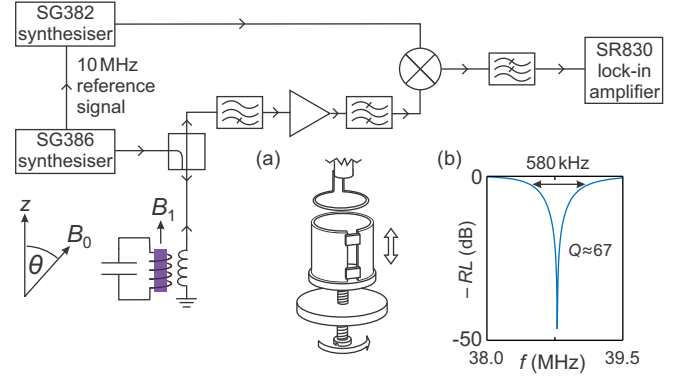 SG382
synthesiser
10 MHz
reference
signal
SG386
synthesiser
SR830
lock-in
amplifier
z
B₀
θ
B₁
(a)
(b)
0
580 kHz
− RL (dB)
Q≈67
-50
38.0
f (MHz)
39.5